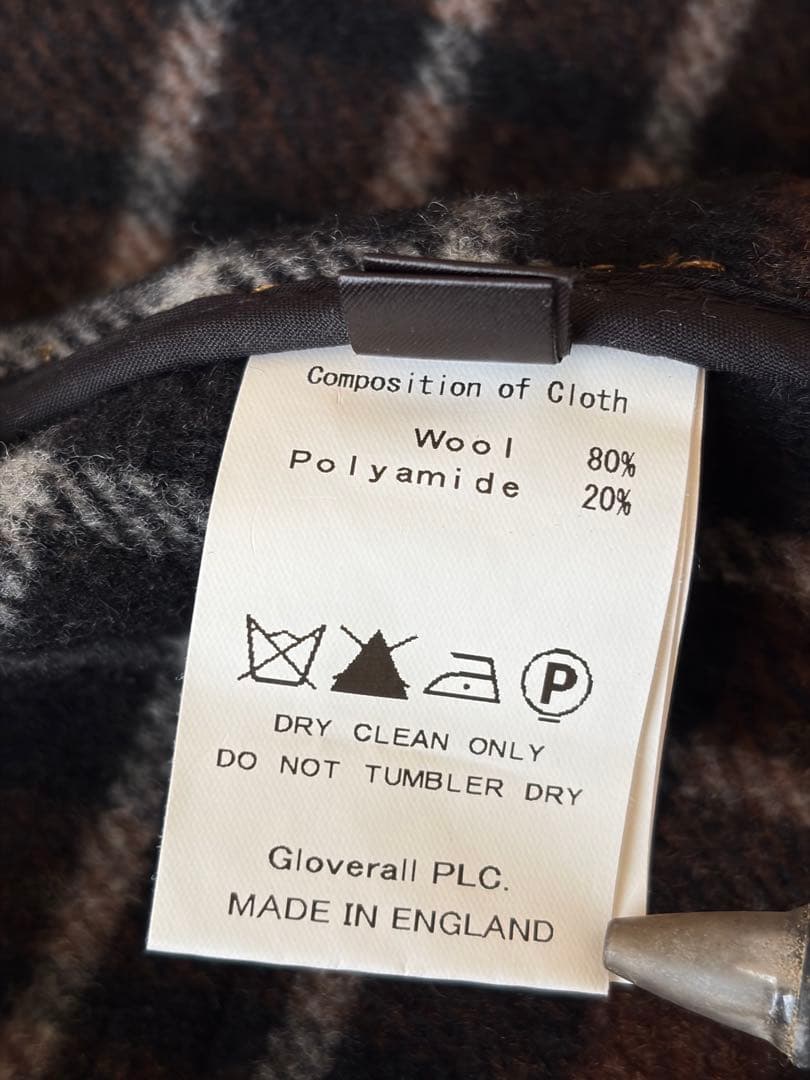 Composition of Cloth
Wool 80%
Polyamide 20%
P
DRY CLEAN ONLY
DO NOT TUMBLER DRY
Gloverall PLC.
MADE IN ENGLAND